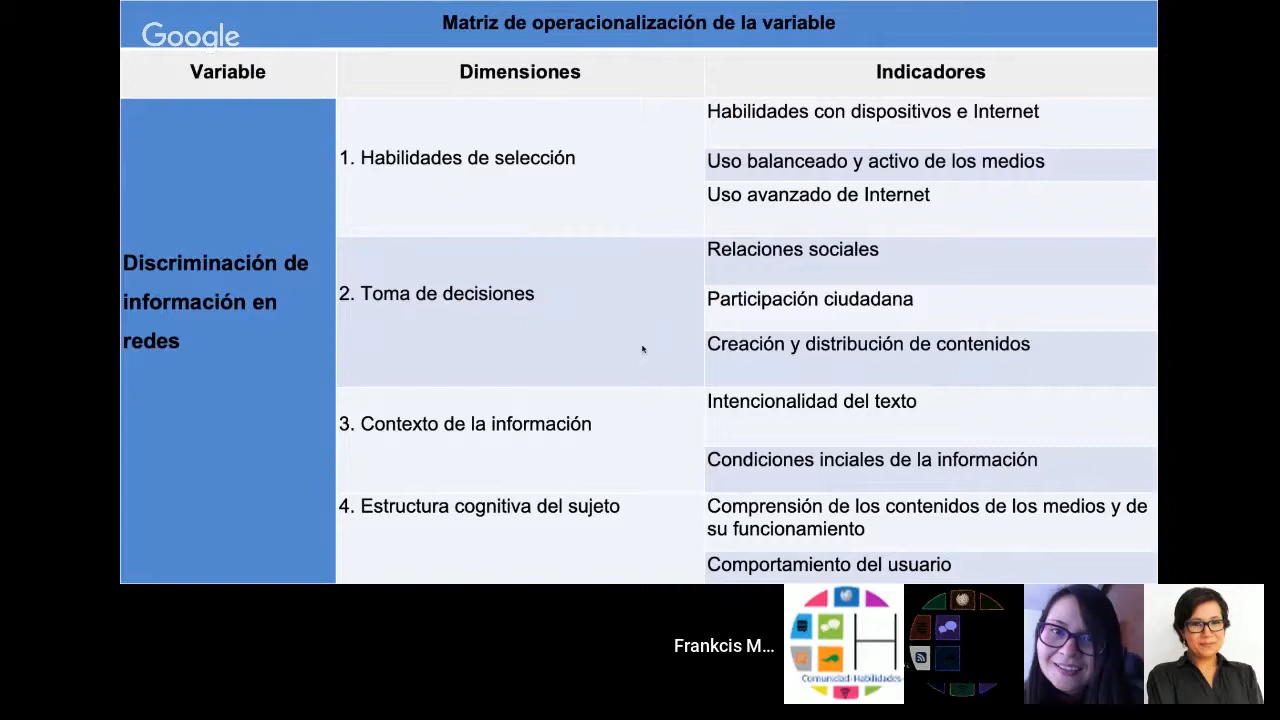 Matriz de operacionalización de la variable
Google
Variable
Dimensiones
Indicadores
Discriminación de
información en
redes
1. Habilidades de selección
Habilidades con dispositivos e Internet
Uso balanceado y activo de los medios
Uso avanzado de Internet
2. Toma de decisiones
Relaciones sociales
Participación ciudadana
Creación y distribución de contenidos
3. Contexto de la información
Intencionalidad del texto
Condiciones inciales de la información
4. Estructura cognitiva del sujeto
Comprensión de los contenidos de los medios y de
su funcionamiento
Comportamiento del usuario
Frankcis M...
H
Comunidad Habilidades